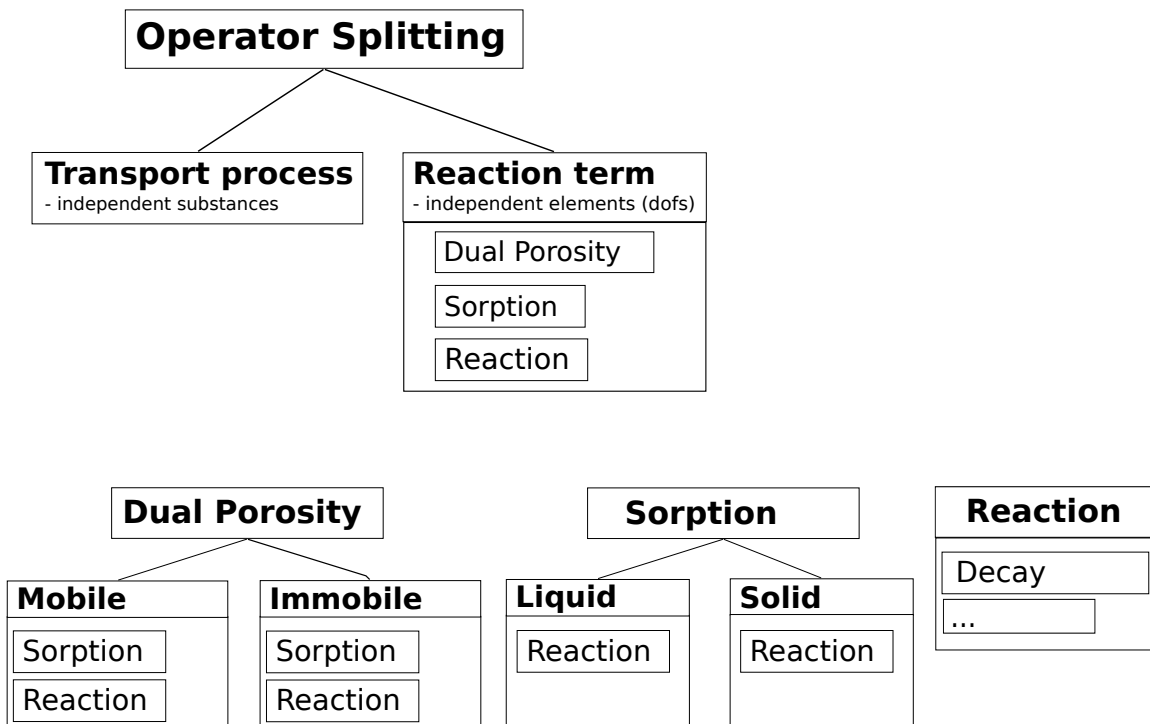 Operator Splitting
Transport process
- independent substances
Reaction term
- independent elements (dofs)
Dual Porosity
Sorption
Reaction
Dual Porosity
Mobile
Sorption
Reaction
Immobile
Sorption
Reaction
Sorption
Liquid
Reaction
Solid
Reaction
Reaction
Decay
...